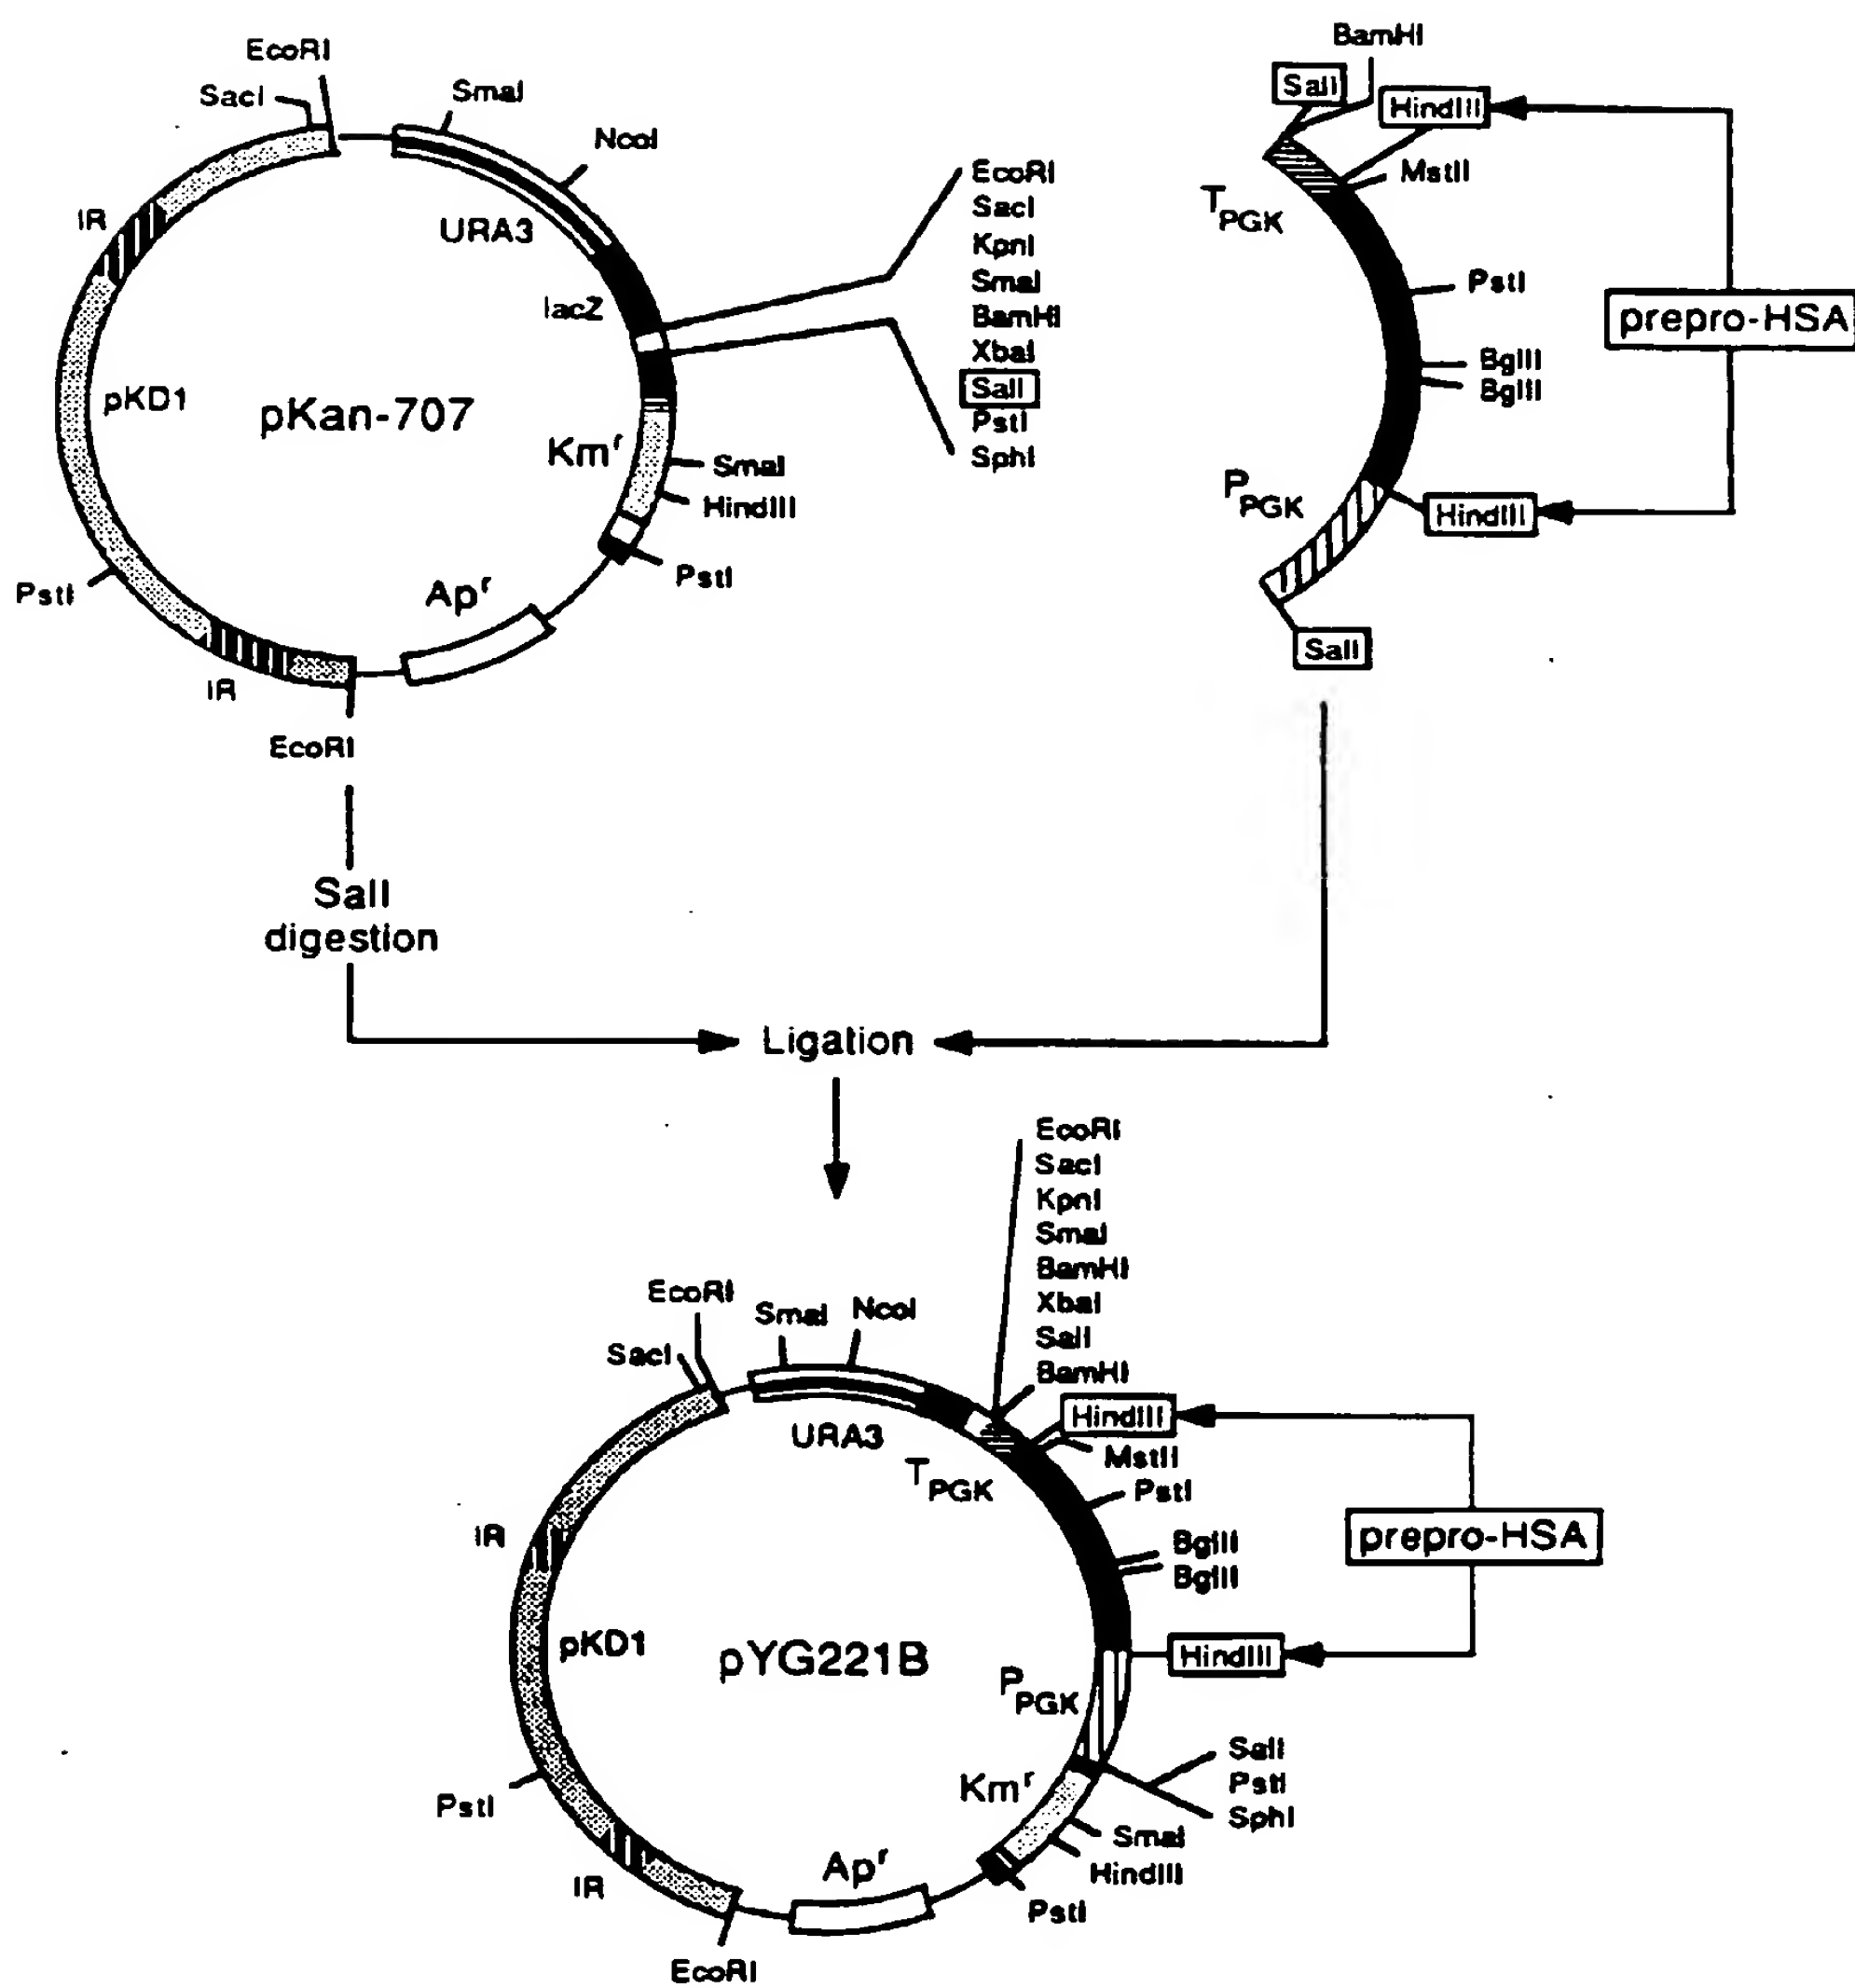 EcoRI
SacI
SmaI
NcoI
IR
URA3
lacZ
pKD1
pKan-707
Km^r
SmaI
HindIII
PstI
PstI
Ap^r
IR
EcoRI
EcoRI
SacI
KpnI
SmaI
BamHI
XbaI
SalI
PstI
SphI
BamHI
SalI
HindIII
MstII
T_PGK
PstI
prepro-HSA
BglII
BglII
P_PGK
HindIII
SalI
SalI
digestion
Ligation
EcoRI
SacI
KpnI
SmaI
BamHI
XbaI
SalI
BamHI
EcoRI
SacI
SmaI
NcoI
URA3
HindIII
MstII
T_PGK
PstI
IR
BglII
BglII
prepro-HSA
pKD1
pYG221B
HindIII
P_PGK
SalI
PstI
SphI
Km^r
PstI
SmaI
HindIII
IR
Ap^r
PstI
EcoRI